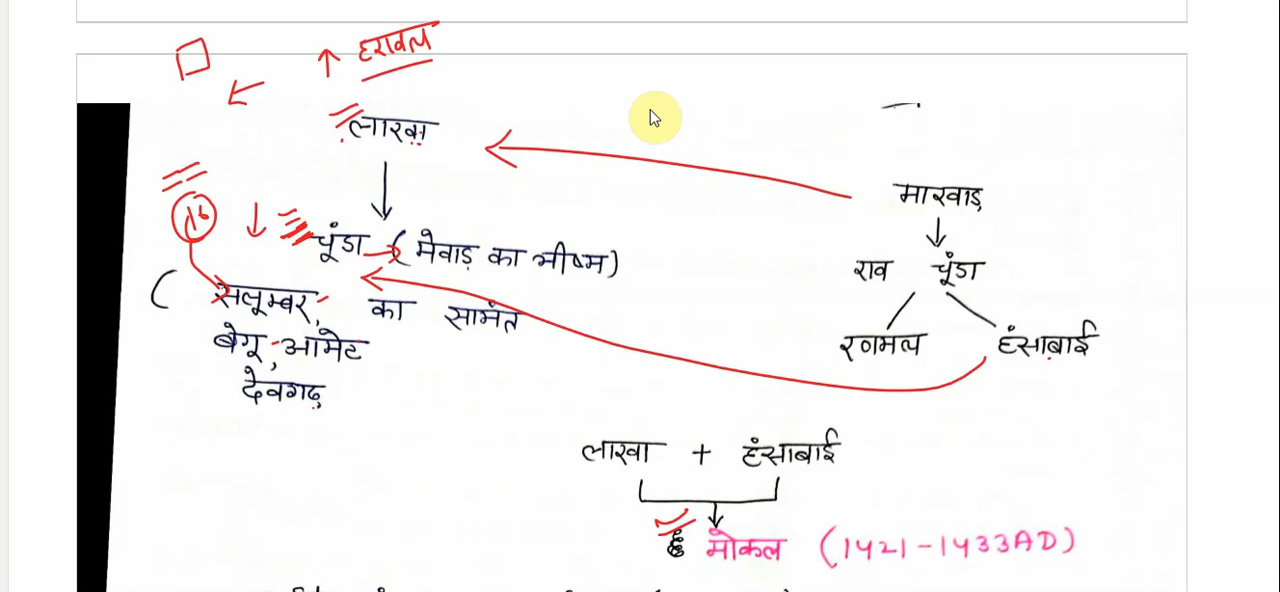 हरावल
लाखा
मारवाड़
चूंडा → (मेवाड़ का भीष्म)
राव चूंडा
16
(सलूम्बर, का सामंत
बेगू, आमेट
देवगढ़
रणमल हंसाबाई
लाखा + हंसाबाई
मोकल (1421-1433AD)